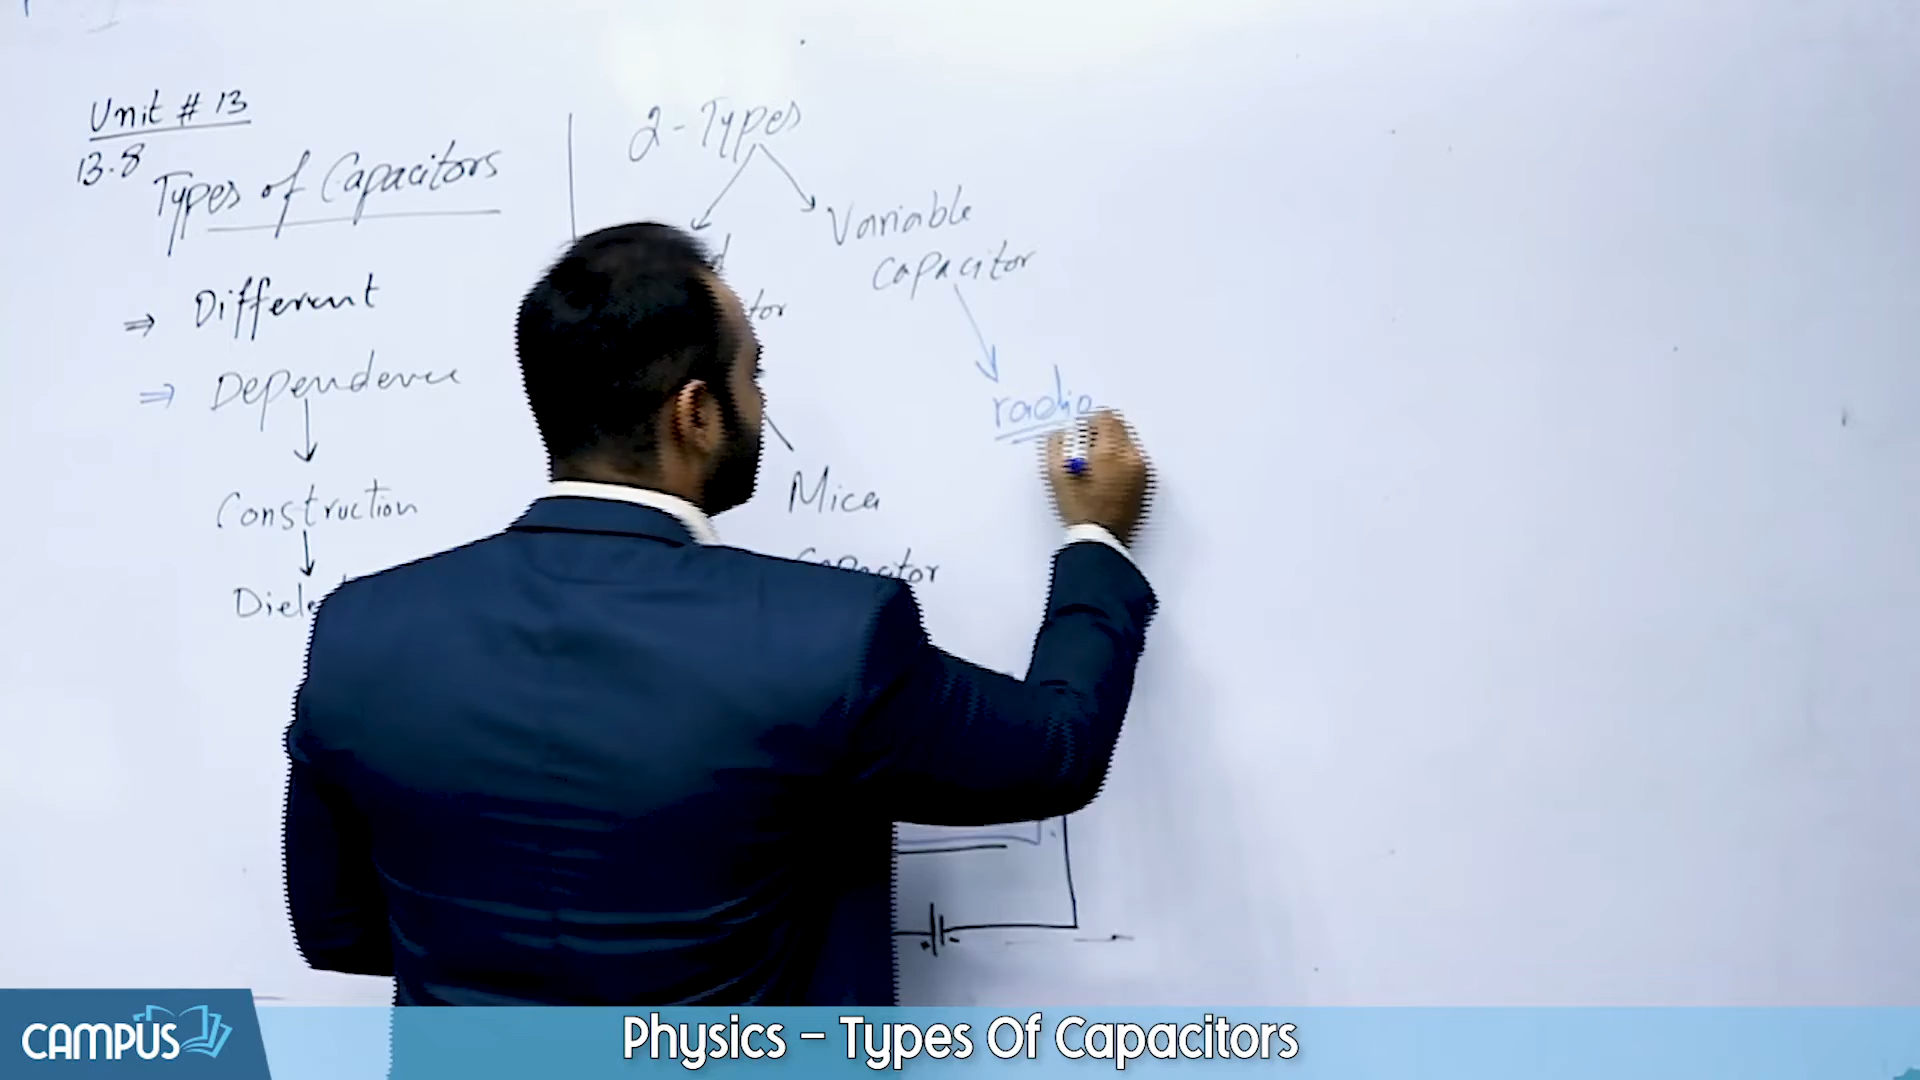 Unit # 13
13.8
Types of Capacitors
⇒ Different
⇒ Dependence
Construction
2-Types
Variable
capacitor
radio
Mica
CAMPUS
Physics – Types Of Capacitors